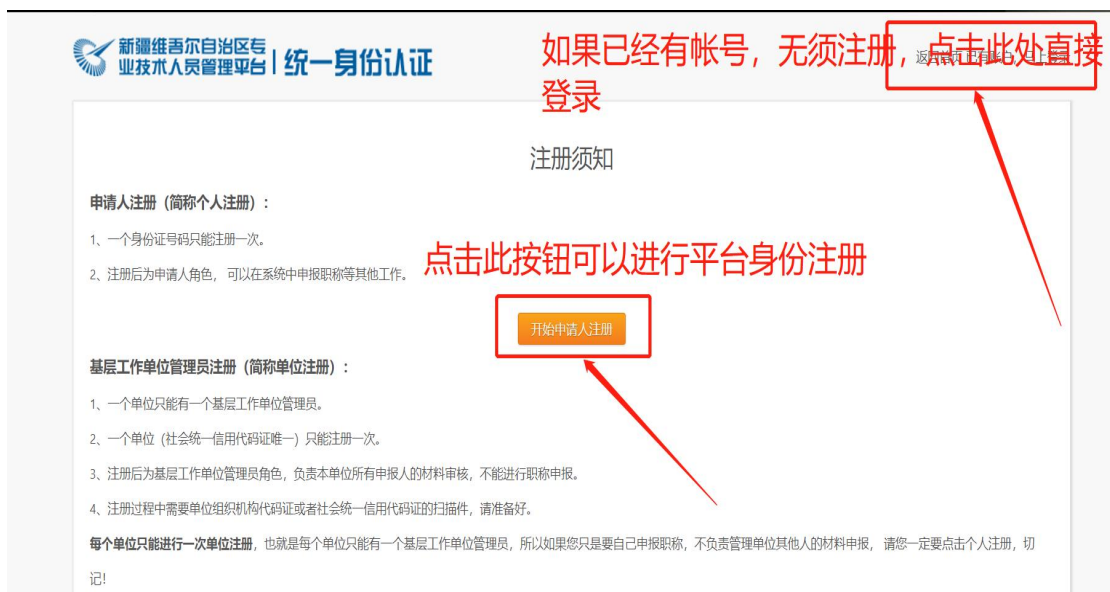 新疆维吾尔自治区专
业技术人员管理平台
统一身份认证
如果已经有帐号，无须注册，点击此处直接
登录
返回首页 已有账户，马上登录
注册须知
申请人注册（简称个人注册）：
1、一个身份证号码只能注册一次。
2、注册后为申请人角色， 可以在系统中申报职称等其他工作。
点击此按钮可以进行平台身份注册
开始申请人注册
基层工作单位管理员注册（简称单位注册）：
1、一个单位只能有一个基层工作单位管理员。
2、一个单位（社会统一信用代码证唯一）只能注册一次。
3、注册后为基层工作单位管理员角色，负责本单位所有申报人的材料审核，不能进行职称申报。
4、注册过程中需要单位组织机构代码证或者社会统一信用代码证的扫描件，请准备好。
每个单位只能进行一次单位注册，也就是每个单位只能有一个基层工作单位管理员，所以如果您只是要自己申报职称，不负责管理单位其他人的材料申报， 请您一定要点击个人注册，切
记!